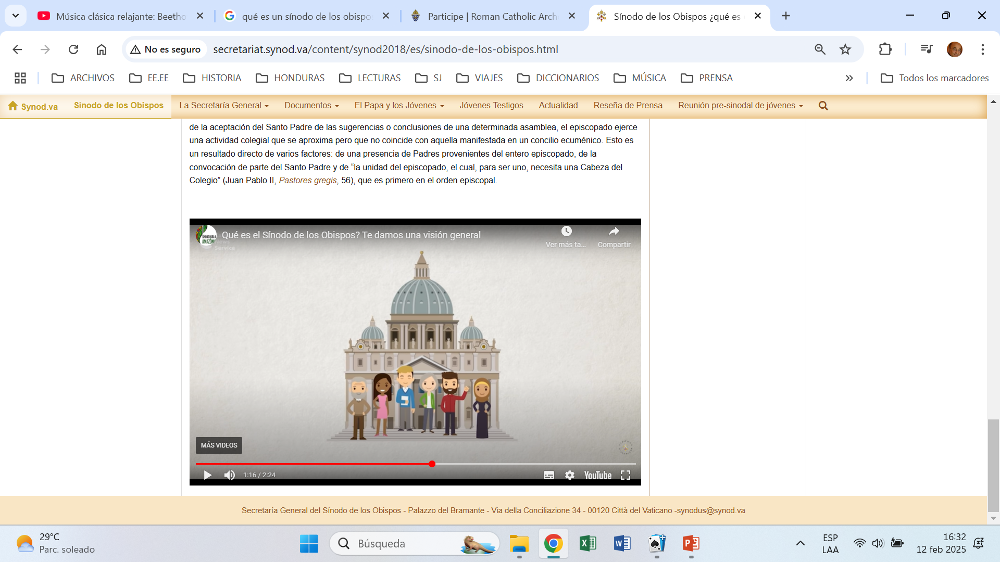 Música clásica relajante: Beetho
qué es un sínodo de los obispo
Participe | Roman Catholic Arch
Sínodo de los Obispos ¿qué es
No es seguro
secretariat.synod.va/content/synod2018/es/sinodo-de-los-obispos.html
ARCHIVOS
EE.EE
HISTORIA
HONDURAS
LECTURAS
SJ
VIAJES
DICCIONARIOS
MÚSICA
PRENSA
»
Todos los marcadores
Synod.va
Sinodo de los Obispos
La Secretaría General
Documentos
El Papa y los Jóvenes
Jóvenes Testigos
Actualidad
Reseña de Prensa
Reunión pre-sinodal de jóvenes
de la aceptación del Santo Padre de las sugerencias o conclusiones de una determinada asamblea, el episcopado ejerce
una actividad colegial que se aproxima pero que no coincide con aquella manifestada en un concilio ecuménico. Esto es
un resultado directo de varios factores: de una presencia de Padres provenientes del entero episcopado, de la
convocación de parte del Santo Padre y de “la unidad del episcopado, el cual, para ser uno, necesita una Cabeza del
Colegio” (Juan Pablo II, Pastores gregis, 56), que es primero en el orden episcopal.
SÍNODO PARA A
AMAZÔN
News
Service
Qué es el Sínodo de los Obispos? Te damos una visión general
Ver más ta...
Compartir
MÁS VIDEOS
1:16 / 2:24
YouTube
Secretaría General del Sínodo de los Obispos - Palazzo del Bramante - Via della Conciliazione 34 - 00120 Città del Vaticano -synodus@synod.va
29°C
Parc. soleado
Búsqueda
ESP
LAA
16:32
12 feb 2025